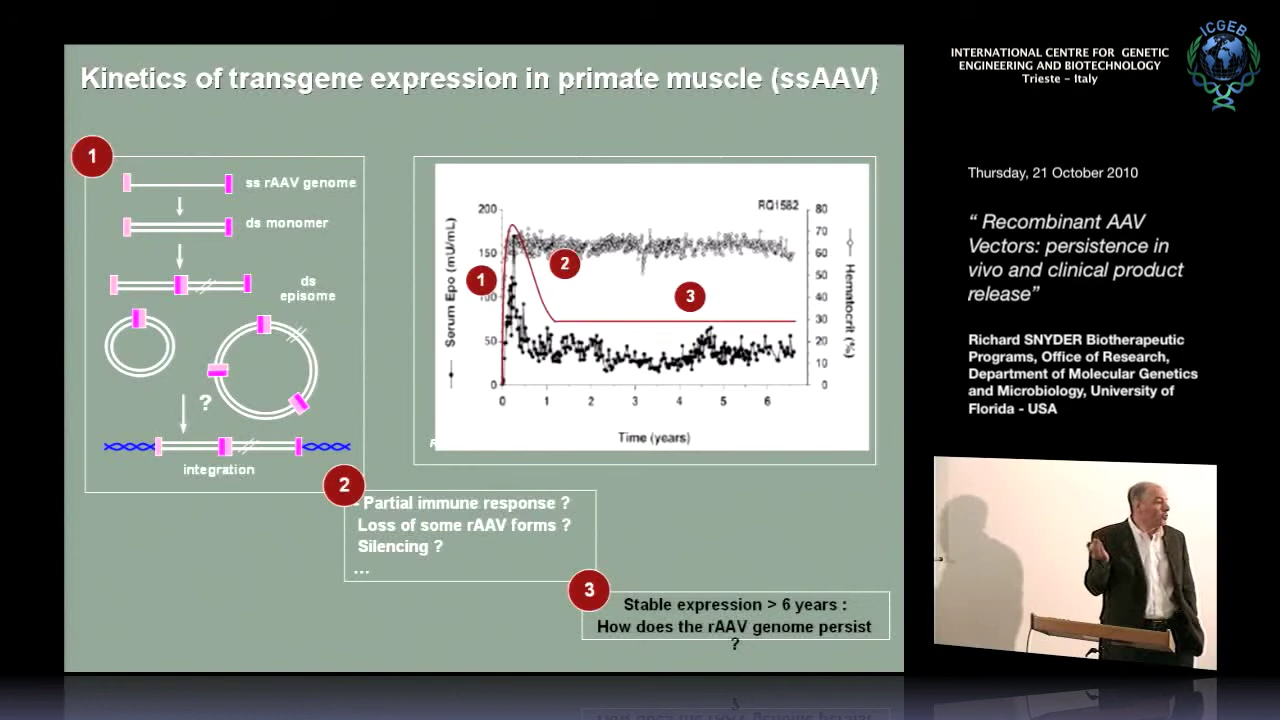 Kinetics of transgene expression in primate muscle (ssAAV)
1
ss rAAV genome
ds monomer
ds
episome
?
integration
RQ1582
Serum Epo (mU/mL)
200
150
100
50
0
80
70
60
50
40
30
20
10
0
Hematocrit (%)
0 1 2 3 4 5 6
Time (years)
1
2
3
2
- Partial immune response ?
Loss of some rAAV forms ?
Silencing ?
...
3
Stable expression > 6 years :
How does the rAAV genome persist
?
INTERNATIONAL CENTRE FOR GENETIC
ENGINEERING AND BIOTECHNOLOGY
Trieste - Italy
ICGEB
Thursday, 21 October 2010
“ Recombinant AAV
Vectors: persistence in
vivo and clinical product
release”
Richard SNYDER Biotherapeutic
Programs, Office of Research,
Department of Molecular Genetics
and Microbiology, University of
Florida - USA